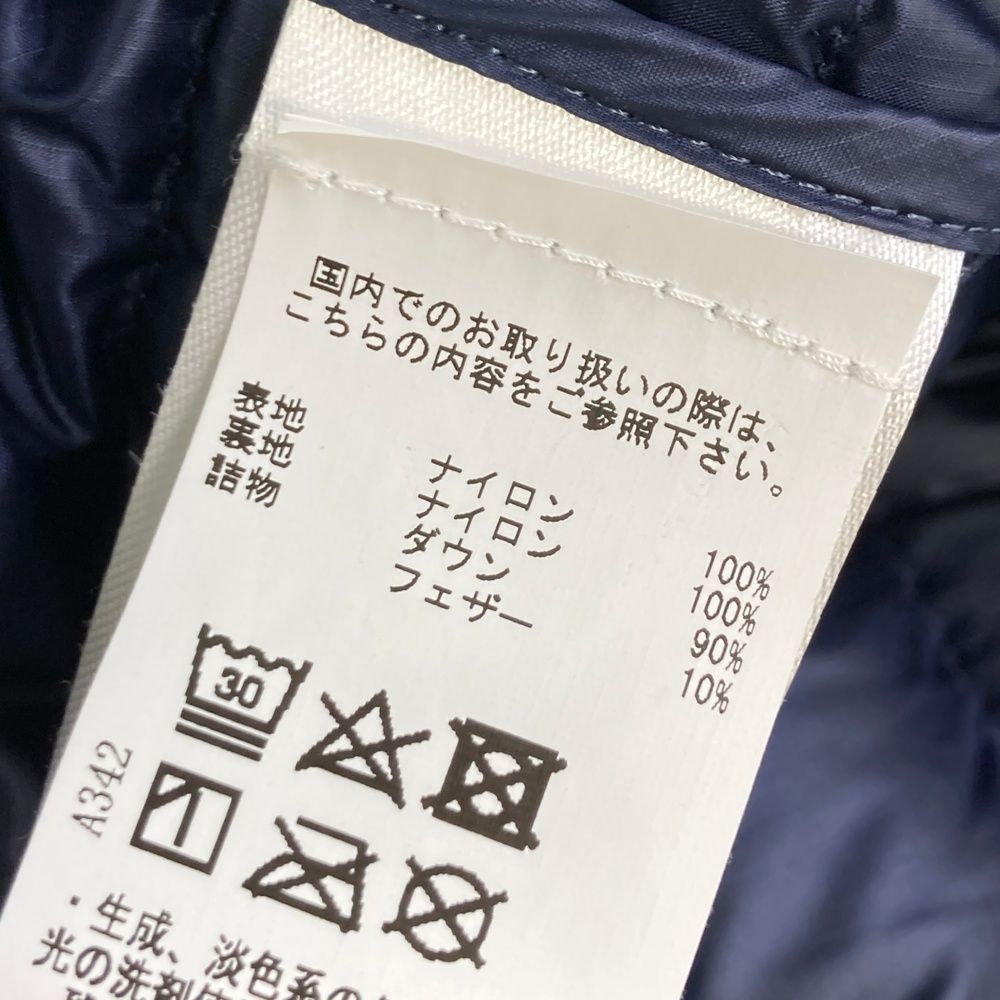 国内でのお取り扱いの際は、
こちらの内容をご参照下さい。
表地 ナイロン 100%
裏地 ナイロン 100%
詰物 ダウン 90%
フェザー 10%
30
A342
・生成、淡色系の
光の洗剤